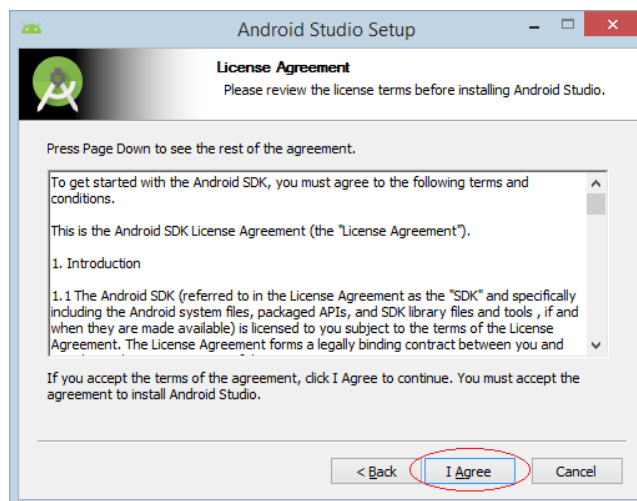 Android Studio Setup
License Agreement
Please review the license terms before installing Android Studio.
Press Page Down to see the rest of the agreement.
To get started with the Android SDK, you must agree to the following terms and
conditions.
This is the Android SDK License Agreement (the "License Agreement").
1. Introduction
1.1 The Android SDK (referred to in the License Agreement as the "SDK" and specifically
including the Android system files, packaged APIs, and SDK library files and tools , if and
when they are made available) is licensed to you subject to the terms of the License
Agreement. The License Agreement forms a legally binding contract between you and
If you accept the terms of the agreement, click I Agree to continue. You must accept the
agreement to install Android Studio.
< Back
I Agree
Cancel